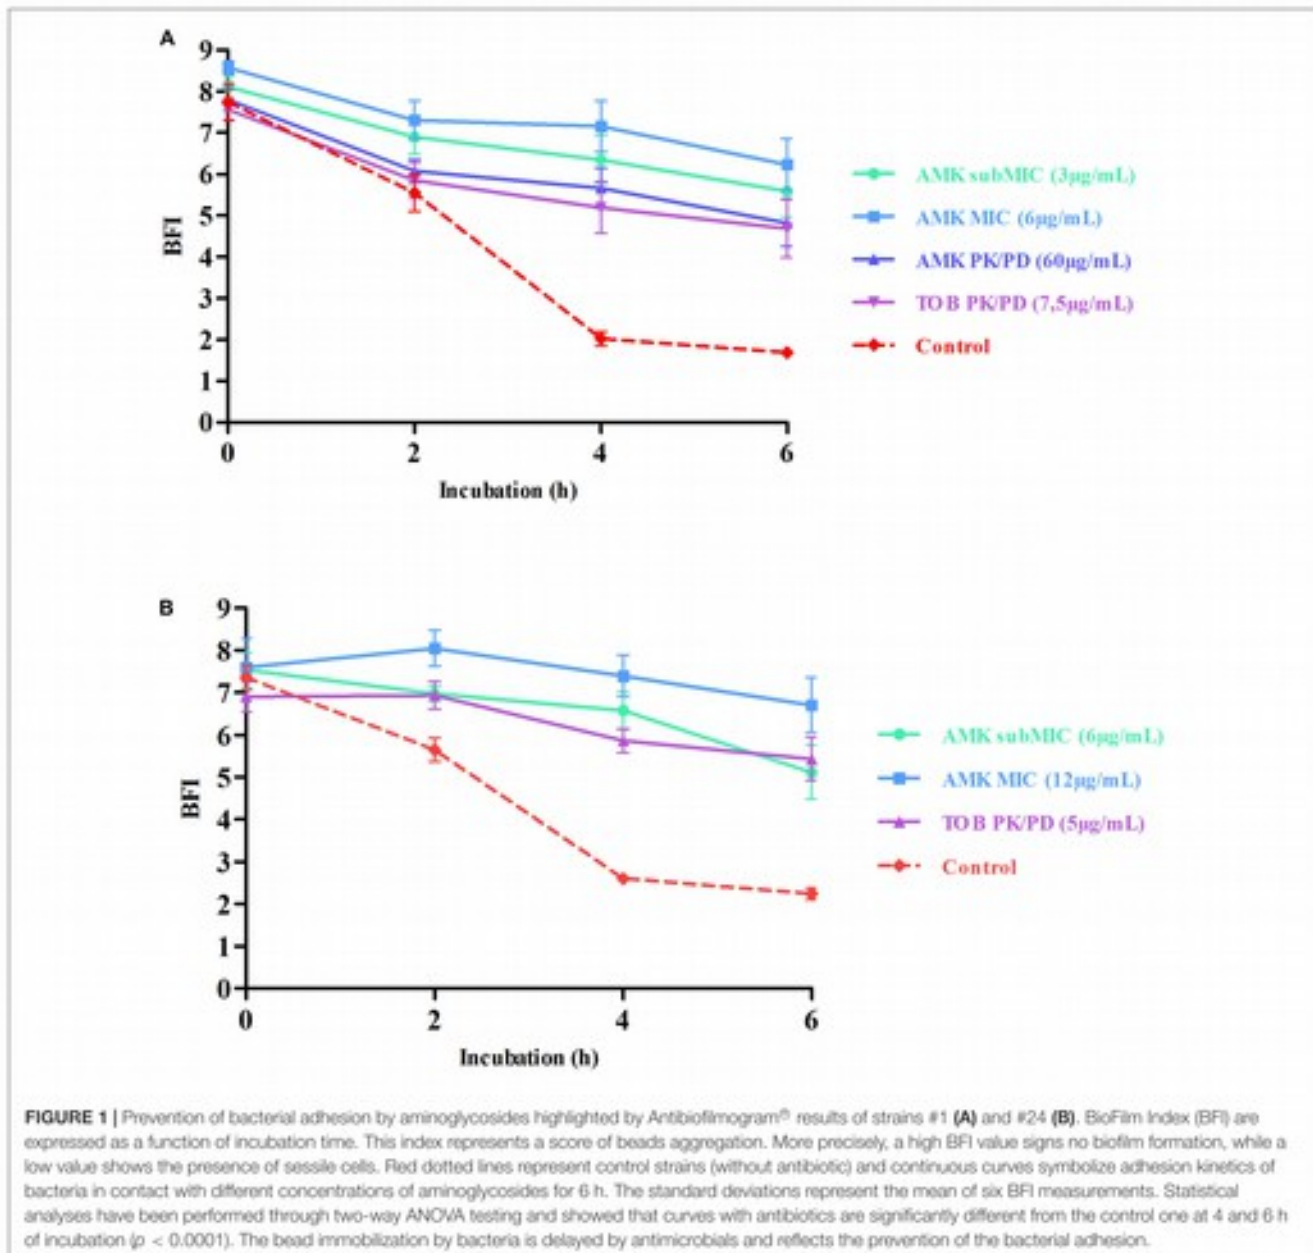 A
9
8
7
6
5
4
3
2
1
0
BFI
0 2 4 6
Incubation (h)
AMK subMIC (3µg/mL)
AMK MIC (6µg/mL)
AMK PK/PD (60µg/mL)
TOB PK/PD (7,5µg/mL)
Control
B
9
8
7
6
5
4
3
2
1
0
BFI
0 2 4 6
Incubation (h)
AMK subMIC (6µg/mL)
AMK MIC (12µg/mL)
TOB PK/PD (5µg/mL)
Control
FIGURE 1 | Prevention of bacterial adhesion by aminoglycosides highlighted by Antibiofilmogram® results of strains #1 (A) and #24 (B). BioFilm Index (BFI) are
expressed as a function of incubation time. This index represents a score of beads aggregation. More precisely, a high BFI value signs no biofilm formation, while a
low value shows the presence of sessile cells. Red dotted lines represent control strains (without antibiotic) and continuous curves symbolize adhesion kinetics of
bacteria in contact with different concentrations of aminoglycosides for 6 h. The standard deviations represent the mean of six BFI measurements. Statistical
analyses have been performed through two-way ANOVA testing and showed that curves with antibiotics are significantly different from the control one at 4 and 6 h
of incubation (p < 0.0001). The bead immobilization by bacteria is delayed by antimicrobials and reflects the prevention of the bacterial adhesion.